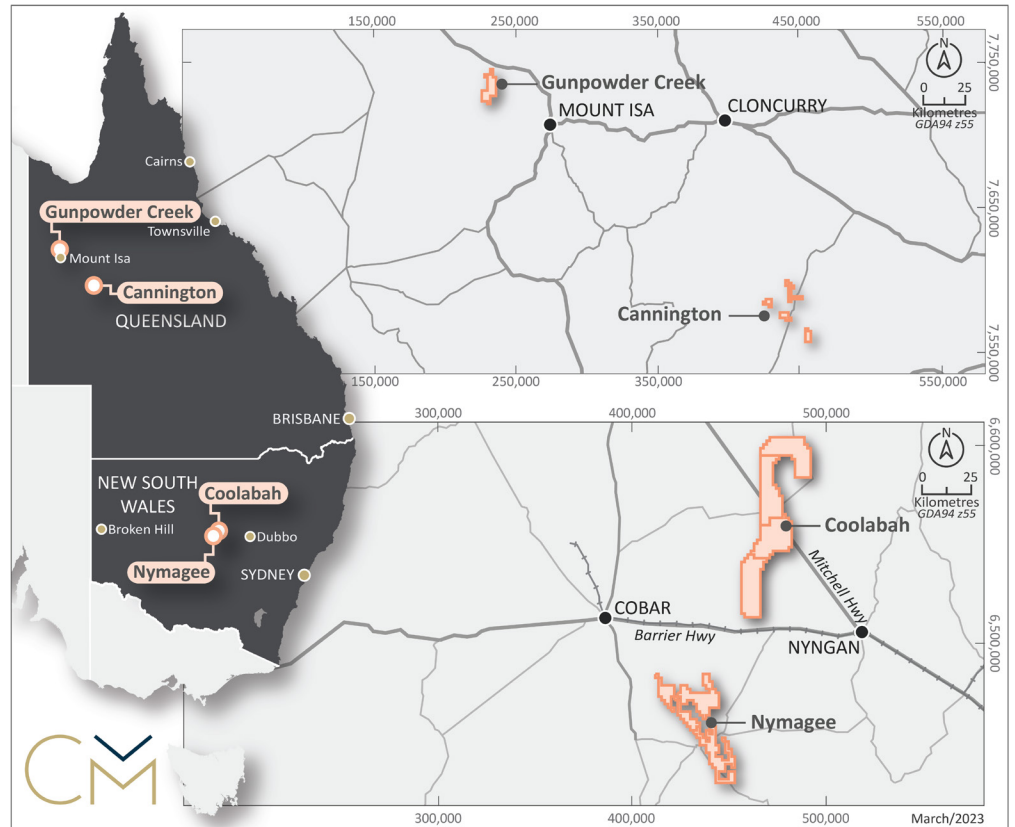 150,000
250,000
350,000
450,000
550,000
7,750,000
7,650,000
7,550,000
N
0 25
Kilometres
GDA94 z55
Gunpowder Creek
MOUNT ISA
CLONCURRY
Cannington
150,000
250,000
350,000
450,000
550,000
Cairns
Gunpowder Creek
Townsville
Mount Isa
Cannington
QUEENSLAND
BRISBANE
NEW SOUTH
WALES
Coolabah
Broken Hill
Dubbo
Nymagee
SYDNEY
300,000
400,000
500,000
6,600,000
6,500,000
N
0 25
Kilometres
GDA94 z55
Coolabah
Mitchell Hwy
COBAR
Barrier Hwy
NYNGAN
Nymagee
300,000
400,000
500,000
CM
March/2023